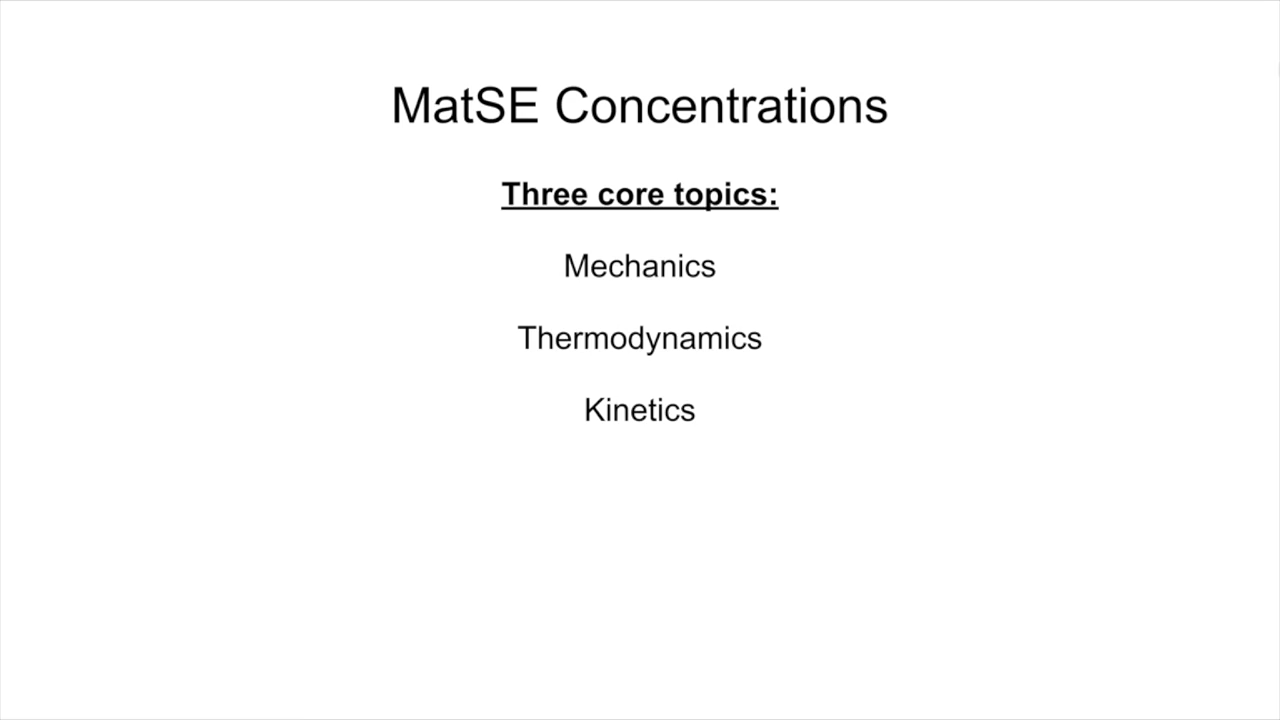 MatSE Concentrations
Three core topics:
Mechanics
Thermodynamics
Kinetics